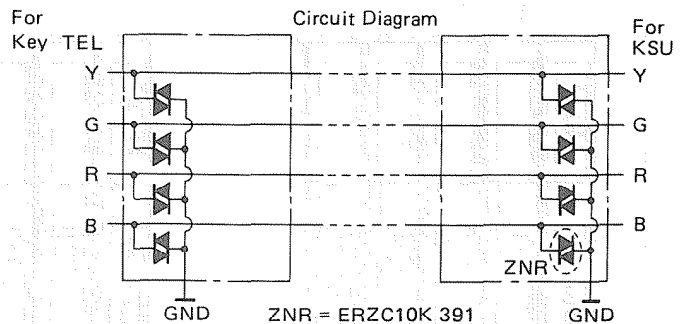 Circuit Diagram
For
Key TEL
For
KSU
Y
Y
G
G
R
R
B
B
ZNR
GND
ZNR = ERZC10K 391
GND